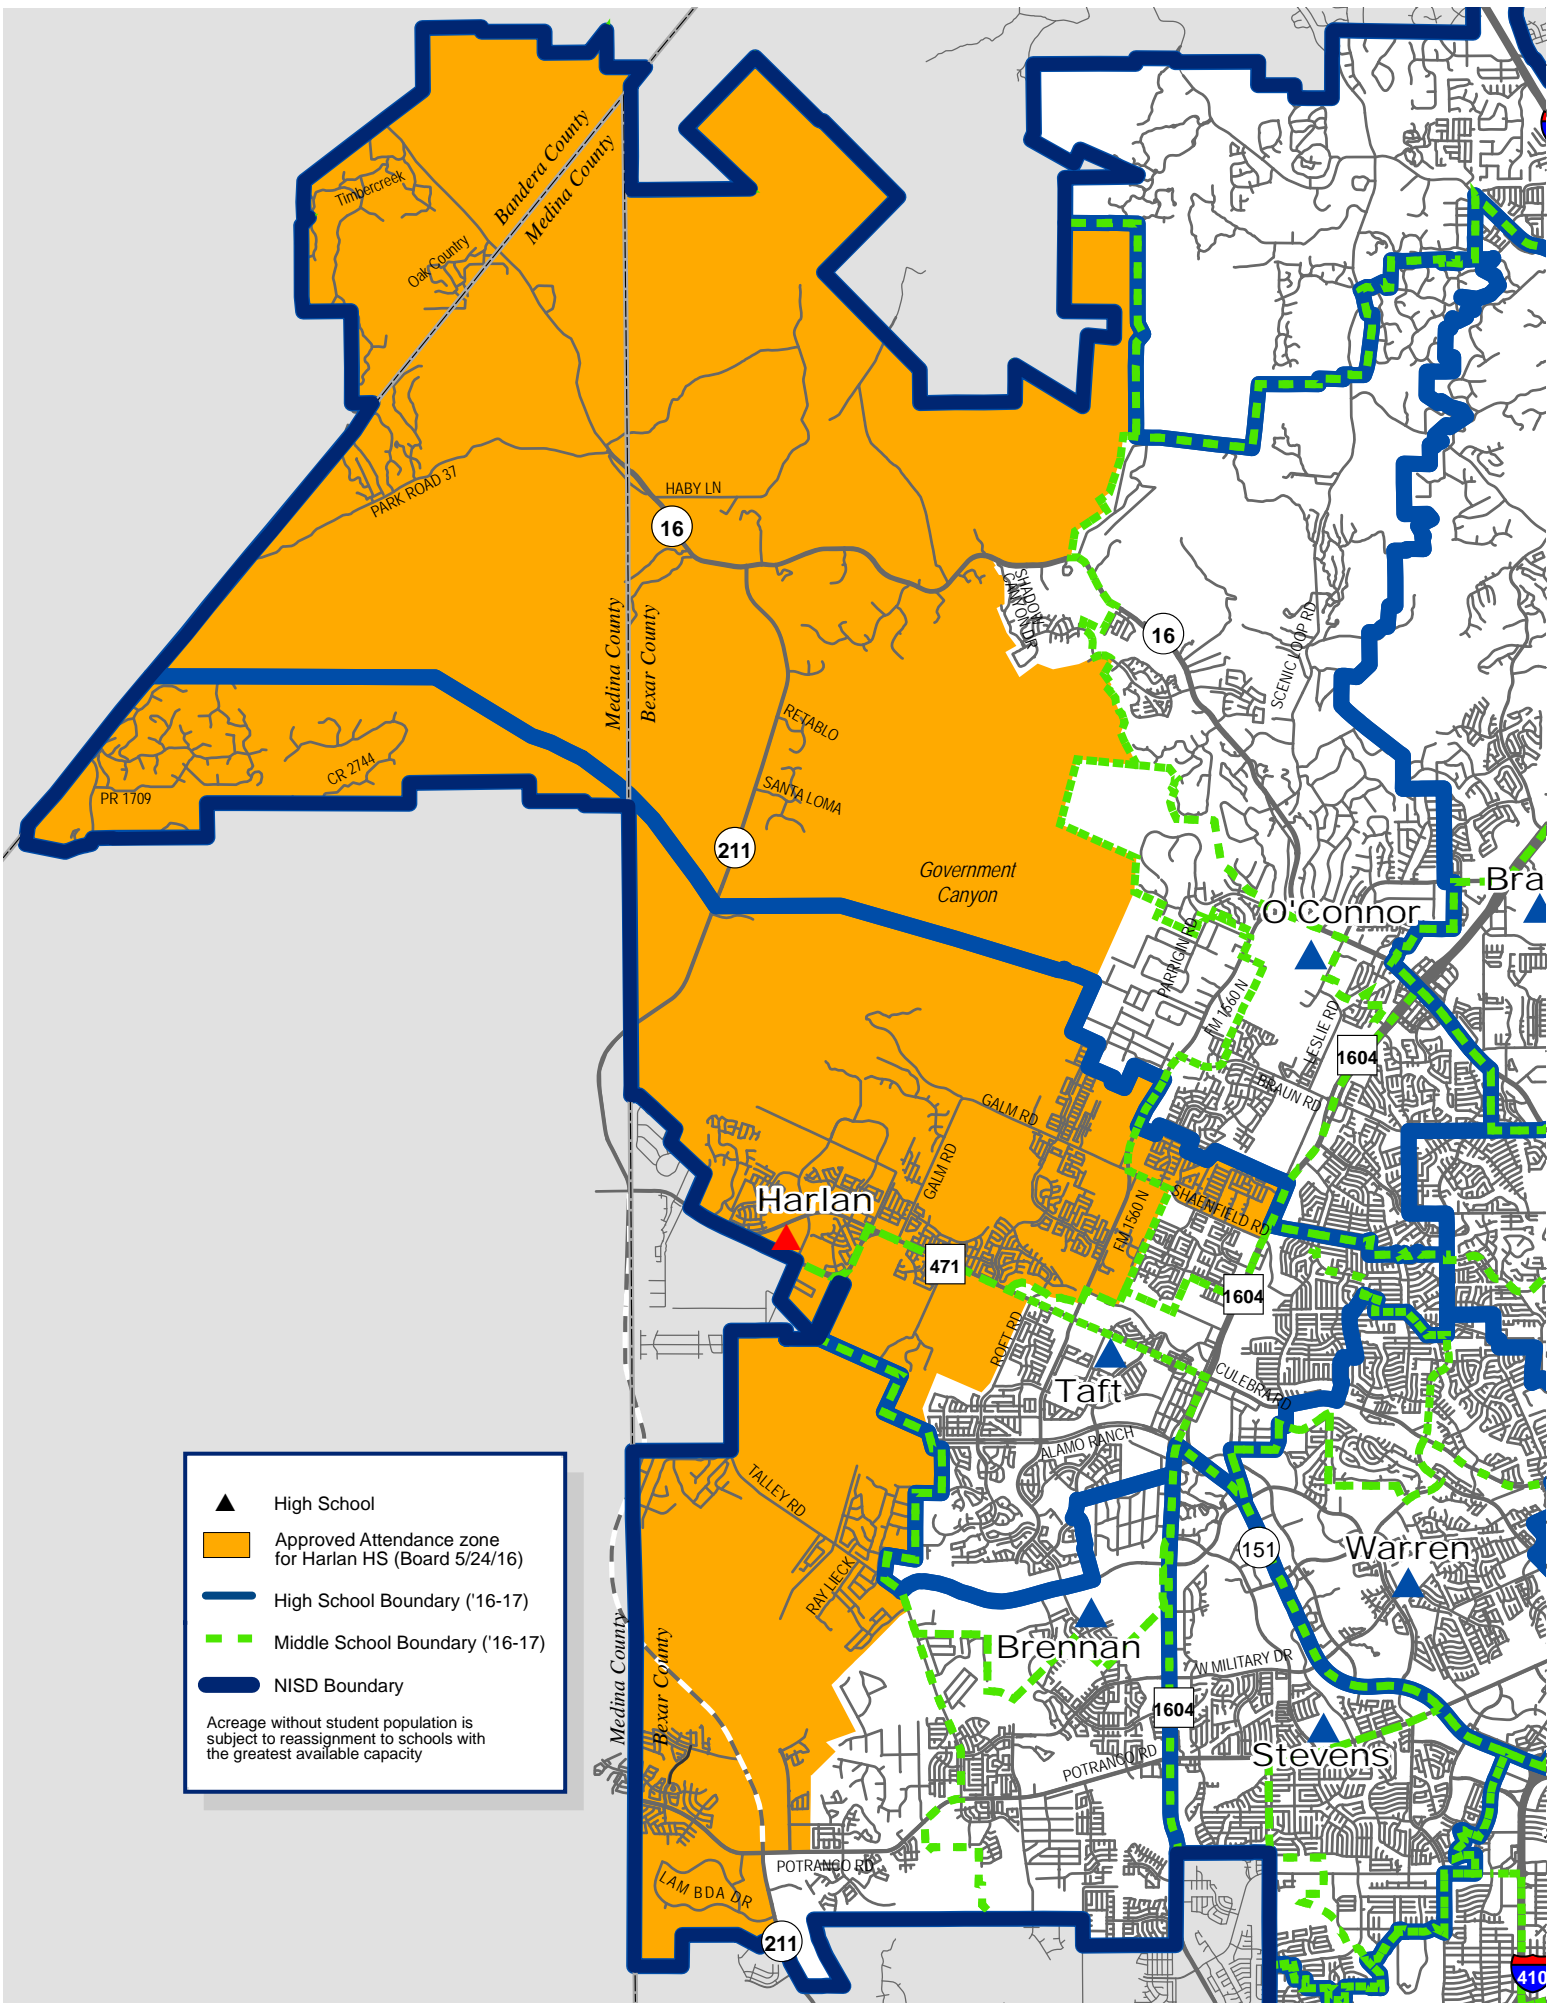 Timbercreek
Bandera County
Medina County
Oak Country
PARK ROAD 37
HABY LN
16
SHADOW
CANYON DR
16
SCENIC LOOP RD
Medina County
Bexar County
RETABLO
CR 2744
PR 1709
SANTA LOMA
211
Government
Canyon
Bra
O'Connor
PARRIGIN RD
FM 1560 N
LESLIE RD
1604
BRAUN RD
GALM RD
GALM RD
Harlan
SHAENFIELD RD
FM 1560 N
471
1604
ROFT RD
Taft
CULEBRA RD
ALAMO RANCH
TALLEY RD
High School
Approved Attendance zone
for Harlan HS (Board 5/24/16)
High School Boundary ('16-17)
Middle School Boundary ('16-17)
NISD Boundary
Acreage without student population is
subject to reassignment to schools with
the greatest available capacity
151
Warren
RAY LIECK
Medina County
Bexar County
Brennan
W MILITARY DR
1604
Stevens
POTRANCO RD
POTRANCO RD
LAM BDA DR
211
410